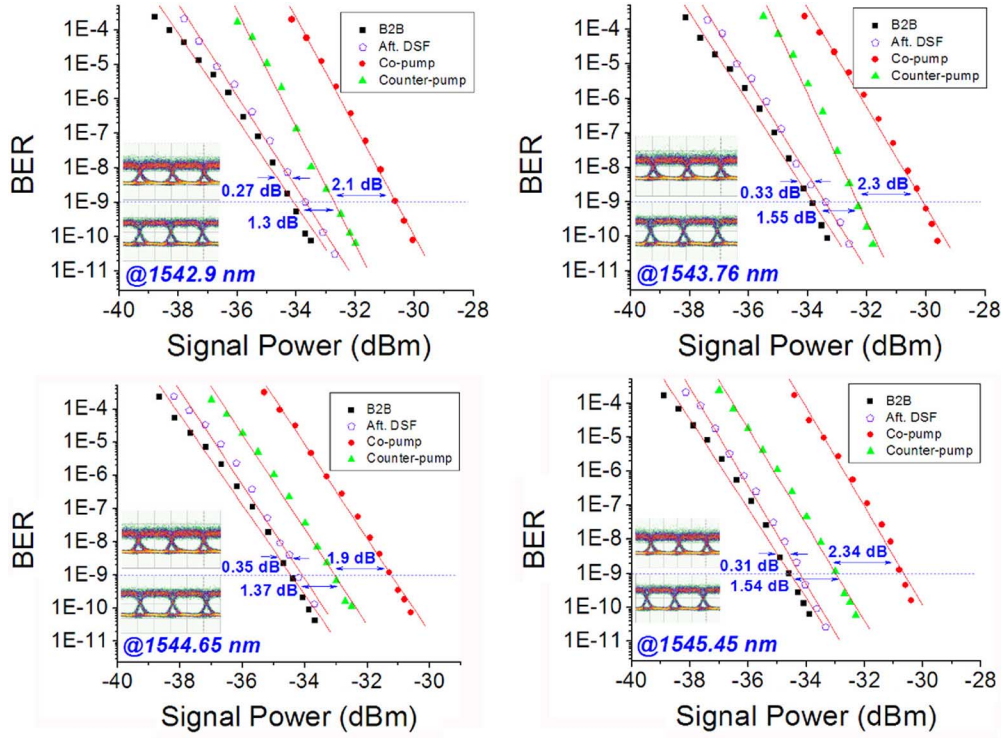 1E-4
1E-5
1E-6
1E-7
1E-8
1E-9
1E-10
1E-11
BER
B2B
Aft. DSF
Co-pump
Counter-pump
0.27 dB
2.1 dB
1.3 dB
@1542.9 nm
-40 -38 -36 -34 -32 -30 -28
Signal Power (dBm)
1E-4
1E-5
1E-6
1E-7
1E-8
1E-9
1E-10
1E-11
BER
B2B
Aft. DSF
Co-pump
Counter-pump
0.33 dB
2.3 dB
1.55 dB
@1543.76 nm
-40 -38 -36 -34 -32 -30 -28
Signal Power (dBm)
1E-4
1E-5
1E-6
1E-7
1E-8
1E-9
1E-10
1E-11
BER
B2B
Aft. DSF
Co-pump
Counter-pump
0.35 dB
1.9 dB
1.37 dB
@1544.65 nm
-40 -38 -36 -34 -32 -30
Signal Power (dBm)
1E-4
1E-5
1E-6
1E-7
1E-8
1E-9
1E-10
1E-11
BER
B2B
Aft. DSF
Co-pump
Counter-pump
0.31 dB
2.34 dB
1.54 dB
@1545.45 nm
-40 -38 -36 -34 -32 -30 -28
Signal Power (dBm)